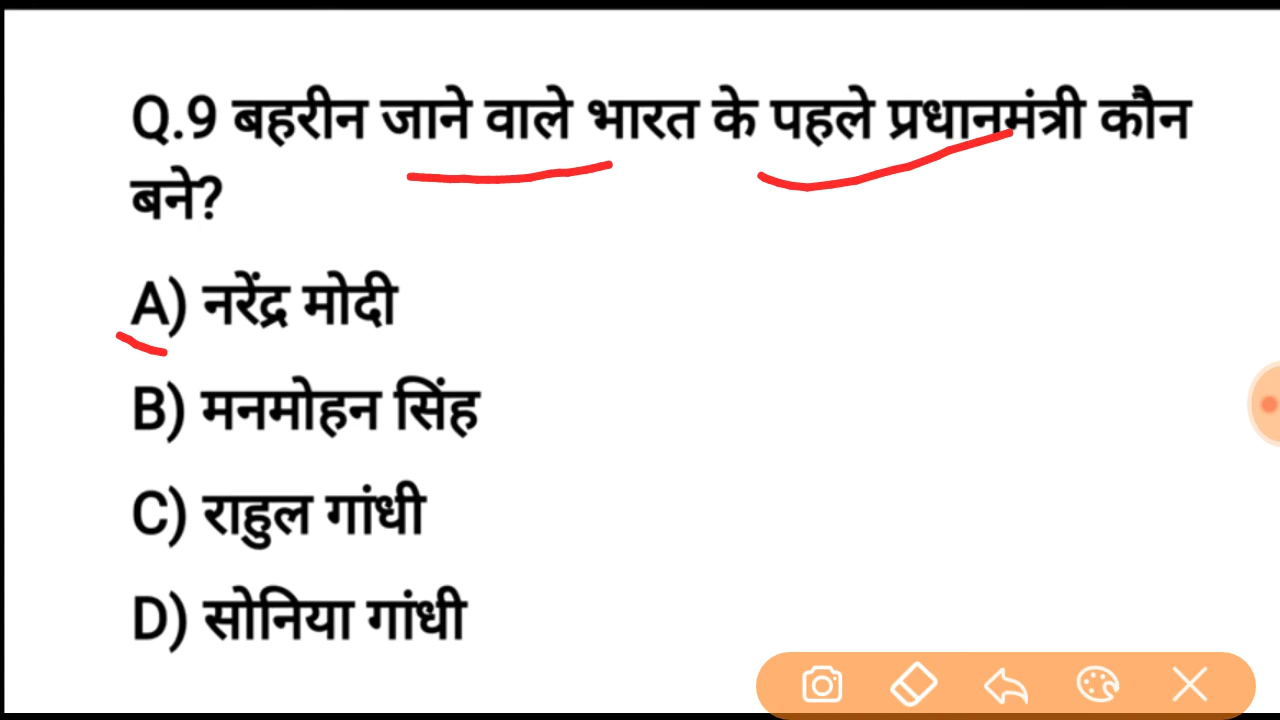 Q.9 बहरीन जाने वाले भारत के पहले प्रधानमंत्री कौन
बने?
A) नरेंद्र मोदी
B) मनमोहन सिंह
C) राहुल गांधी
D) सोनिया गांधी